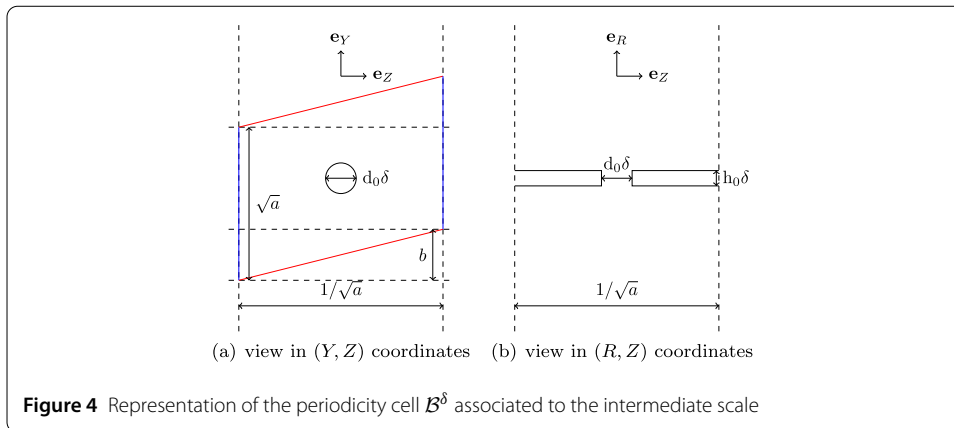 e_Y
e_Z
d₀δ
√a
b
1/√a
(a) view in (Y, Z) coordinates
e_R
e_Z
d₀δ
h₀δ
1/√a
(b) view in (R, Z) coordinates
Figure 4 Representation of the periodicity cell 𝓑^δ associated to the intermediate scale